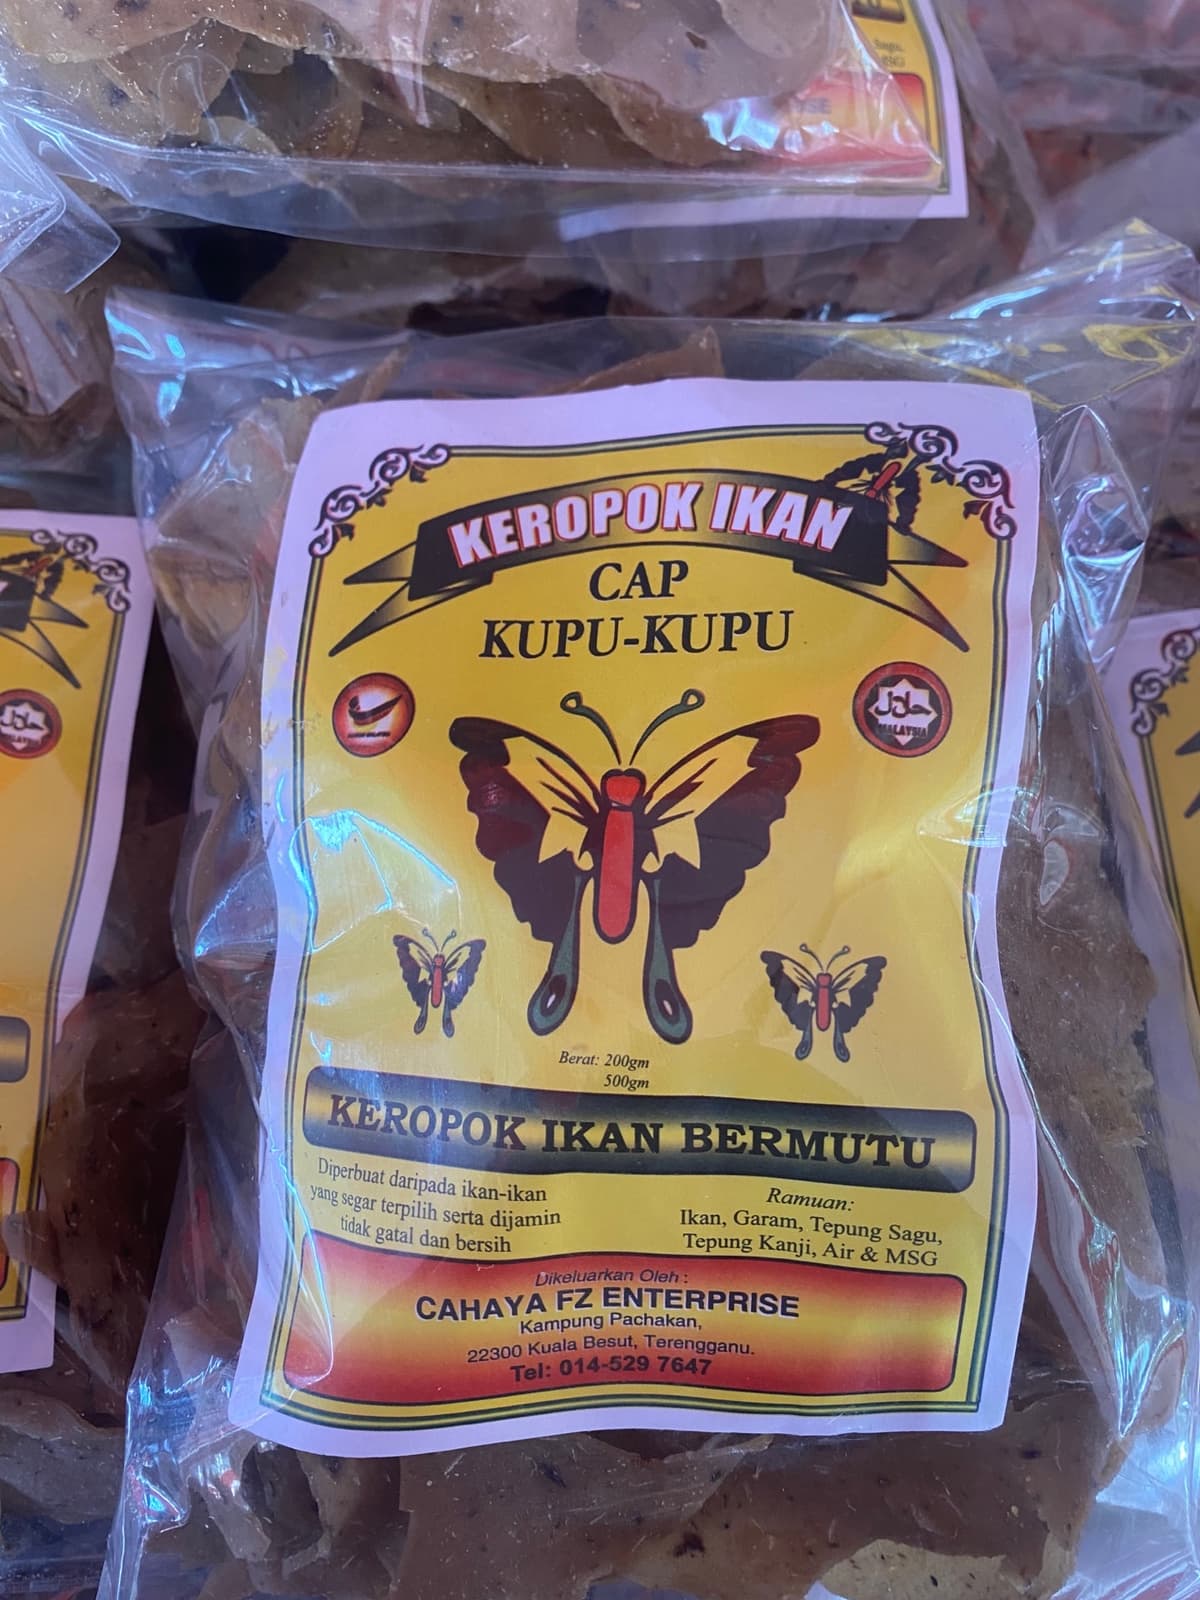 KEROPOK IKAN
CAP
KUPU-KUPU
حلال
MALAYSIA
Berat: 200gm
500gm
KEROPOK IKAN BERMUTU
Diperbuat daripada ikan-ikan
yang segar terpilih serta dijamin
tidak gatal dan bersih
Ramuan:
Ikan, Garam, Tepung Sagu,
Tepung Kanji, Air & MSG
Dikeluarkan Oleh :
CAHAYA FZ ENTERPRISE
Kampung Pachakan,
22300 Kuala Besut, Terengganu.
Tel: 014-529 7647